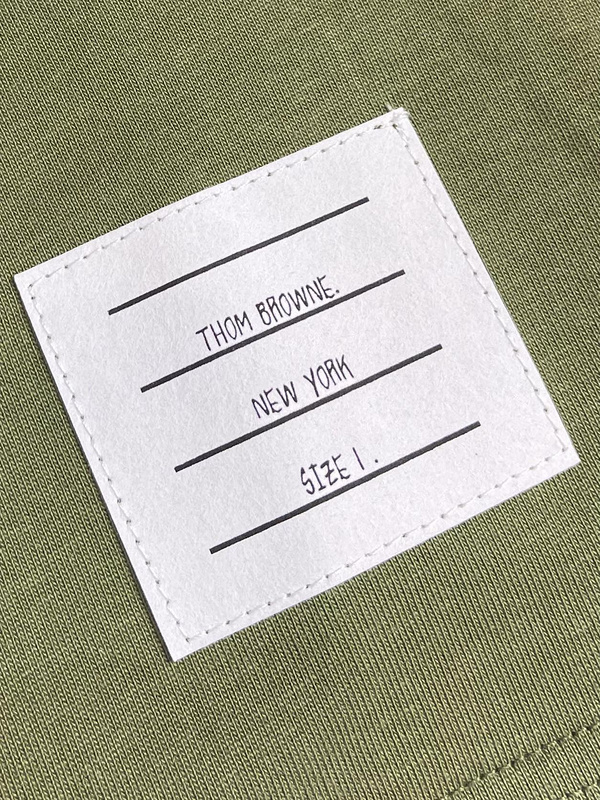 THOM BROWNE.
NEW YORK
SIZE 1.